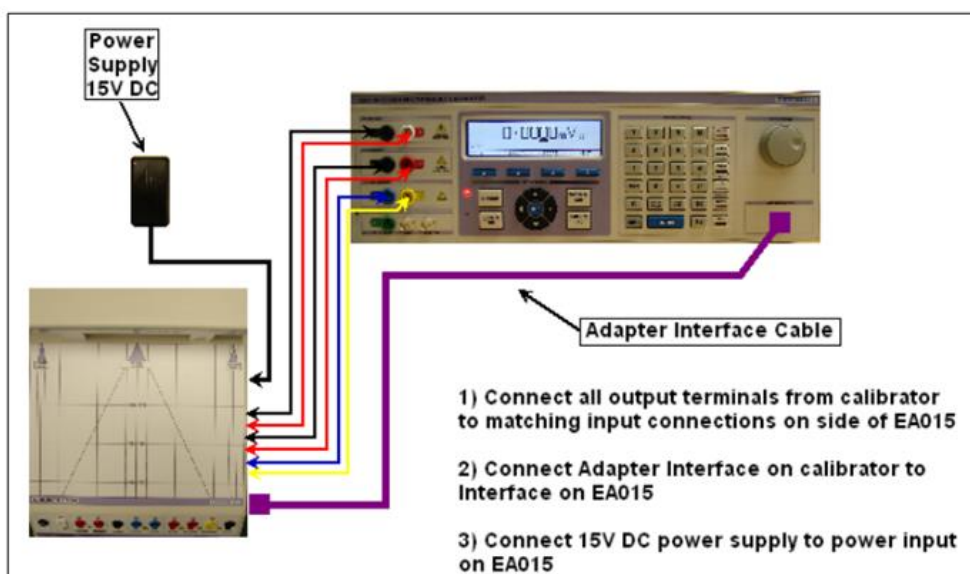 Power
Supply
15V DC
0.0000mV
Adapter Interface Cable
1) Connect all output terminals from calibrator
to matching input connections on side of EA015
2) Connect Adapter Interface on calibrator to
Interface on EA015
3) Connect 15V DC power supply to power input
on EA015